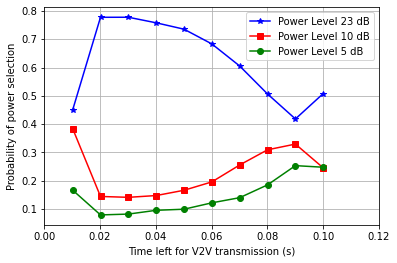 Power Level 23 dB
Power Level 10 dB
Power Level 5 dB
0.8
0.7
0.6
0.5
0.4
0.3
0.2
0.1
Probability of power selection
0.00 0.02 0.04 0.06 0.08 0.10 0.12
Time left for V2V transmission (s)